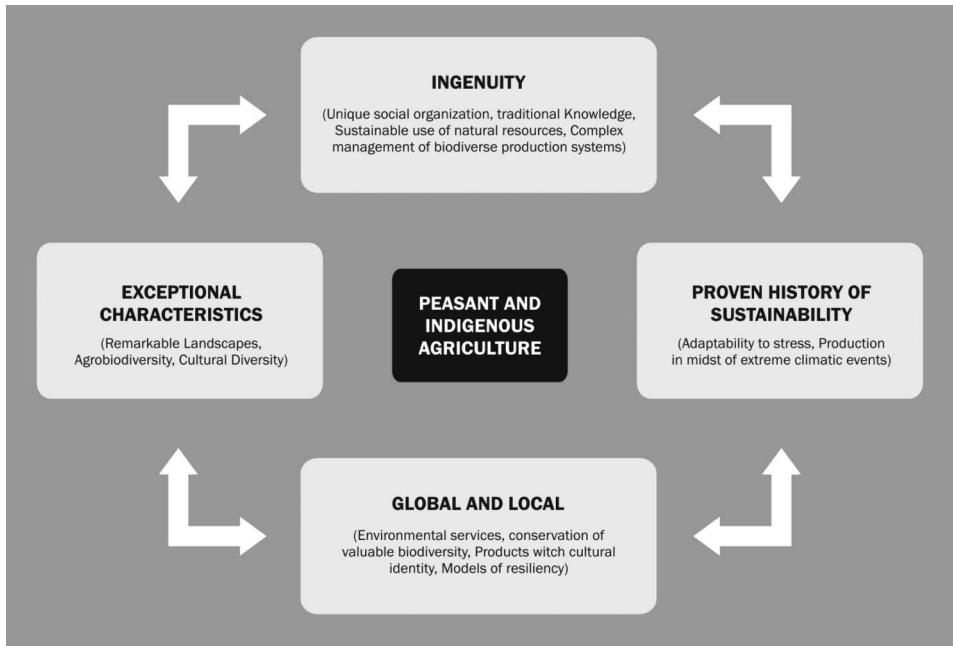 INGENUITY
(Unique social organization, traditional Knowledge,
Sustainable use of natural resources, Complex
management of biodiverse production systems)
EXCEPTIONAL
CHARACTERISTICS
(Remarkable Landscapes,
Agrobiodiversity, Cultural Diversity)
PEASANT AND
INDIGENOUS
AGRICULTURE
PROVEN HISTORY OF
SUSTAINABILITY
(Adaptability to stress, Production
in midst of extreme climatic events)
GLOBAL AND LOCAL
(Environmental services, conservation of
valuable biodiversity, Products witch cultural
identity, Models of resiliency)